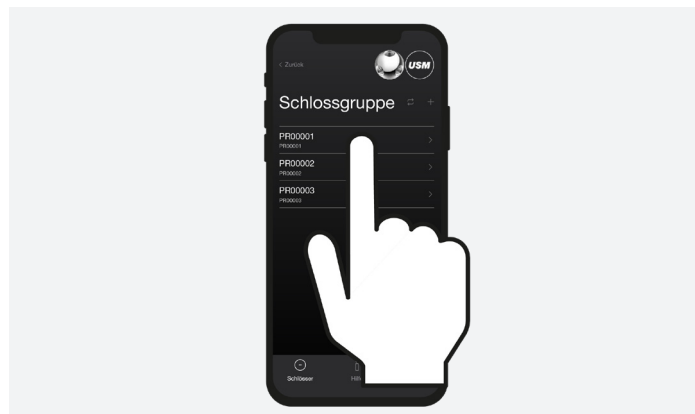 < Zurück
USM
Schlossgruppe
PR00001
PR00001
PR00002
PR00002
PR00003
PR00003
Schlösser